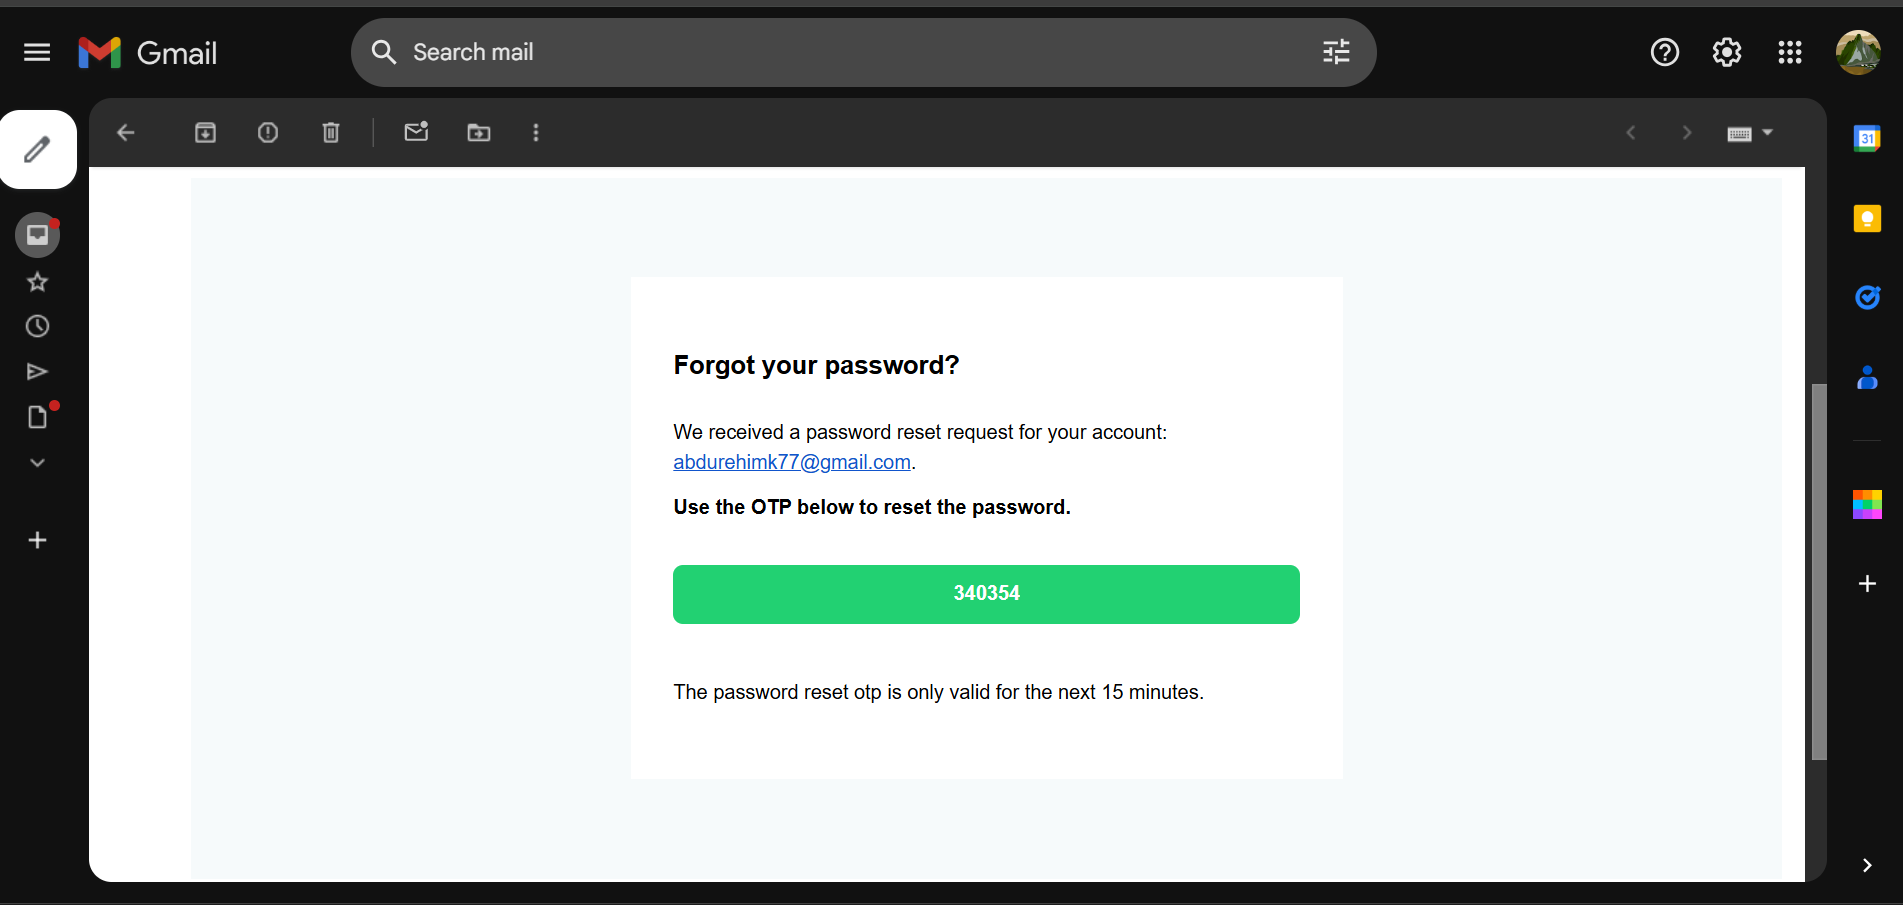 Gmail
Search mail
31
Forgot your password?
We received a password reset request for your account:
abdurehimk77@gmail.com.
Use the OTP below to reset the password.
340354
The password reset otp is only valid for the next 15 minutes.